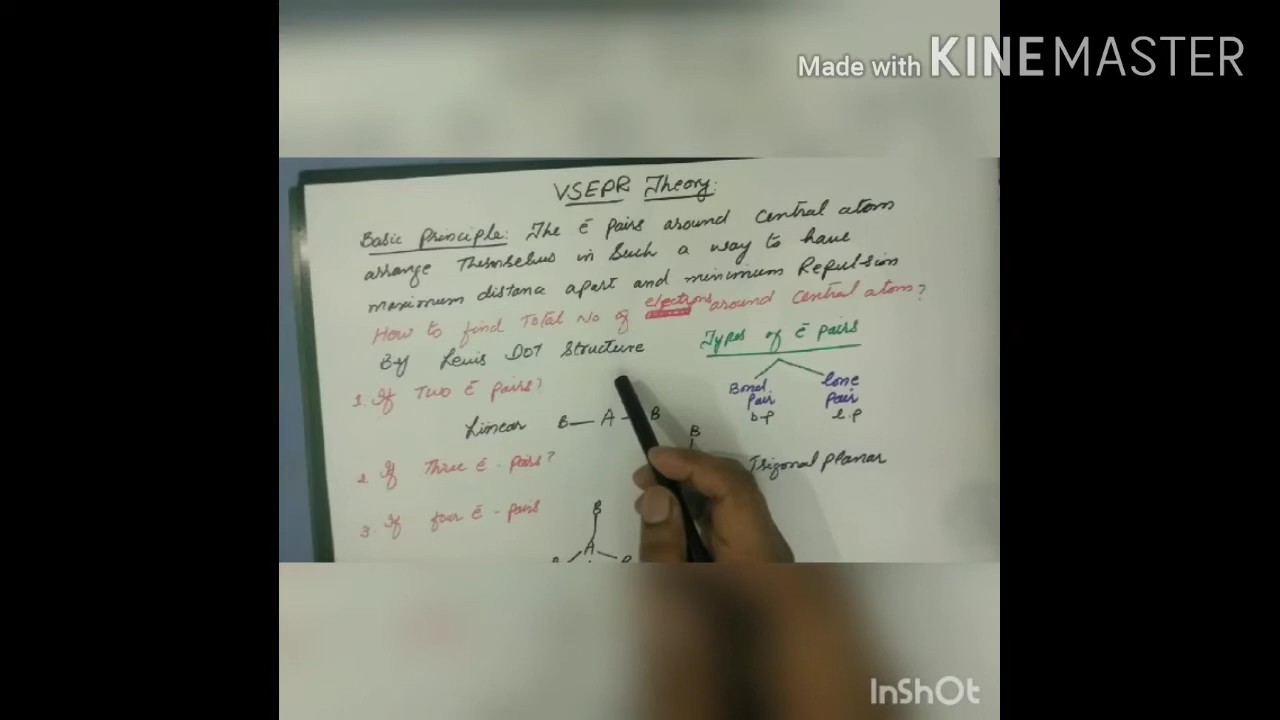 Made with KINEMASTER
VSEPR Theory:
Basic Principle: The ē pairs around Central atom
arrange Themselves in Such a way to have
maximum distance apart and minimum Repulsion
How to find Total No of electrons around Central atom?
By Lewis DOT Structure
Types of ē pairs
Bond pair b-p
lone pair l.p
1. If Two ē pairs?
Linear B — A — B
2. If Three ē - pairs?
B
Trigonal planar
3. If four ē - pairs
B
A
B B
InShOt